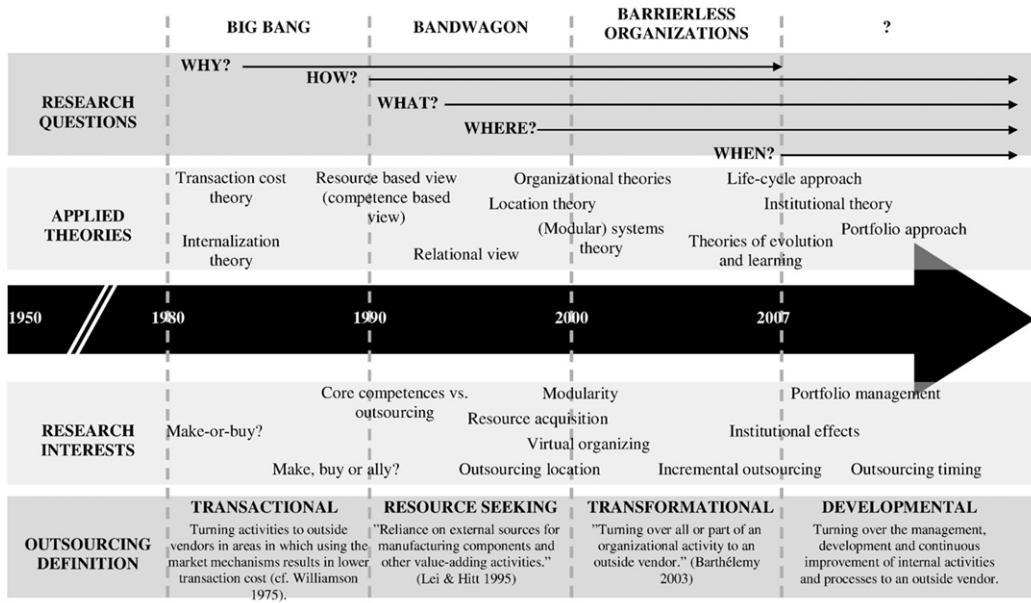 BIG BANG
BANDWAGON
BARRIERLESS
ORGANIZATIONS
?
RESEARCH
QUESTIONS
WHY?
HOW?
WHAT?
WHERE?
WHEN?
APPLIED
THEORIES
Transaction cost
theory
Internalization
theory
Resource based view
(competence based
view)
Relational view
Organizational theories
Location theory
(Modular) systems
theory
Life-cycle approach
Institutional theory
Portfolio approach
Theories of evolution
and learning
1950
1980
1990
2000
2007
RESEARCH
INTERESTS
Make-or-buy?
Core competences vs.
outsourcing
Make, buy or ally?
Modularity
Resource acquisition
Virtual organizing
Outsourcing location
Portfolio management
Institutional effects
Incremental outsourcing
Outsourcing timing
OUTSOURCING
DEFINITION
TRANSACTIONAL
Turning activities to outside
vendors in areas in which using the
market mechanisms results in lower
transaction cost (cf. Williamson
1975).
RESOURCE SEEKING
”Reliance on external sources for
manufacturing components and
other value-adding activities.”
(Lei & Hitt 1995)
TRANSFORMATIONAL
”Turning over all or part of an
organizational activity to an
outside vendor.” (Barthélemy
2003)
DEVELOPMENTAL
Turning over the management,
development and continuous
improvement of internal activities
and processes to an outside vendor.